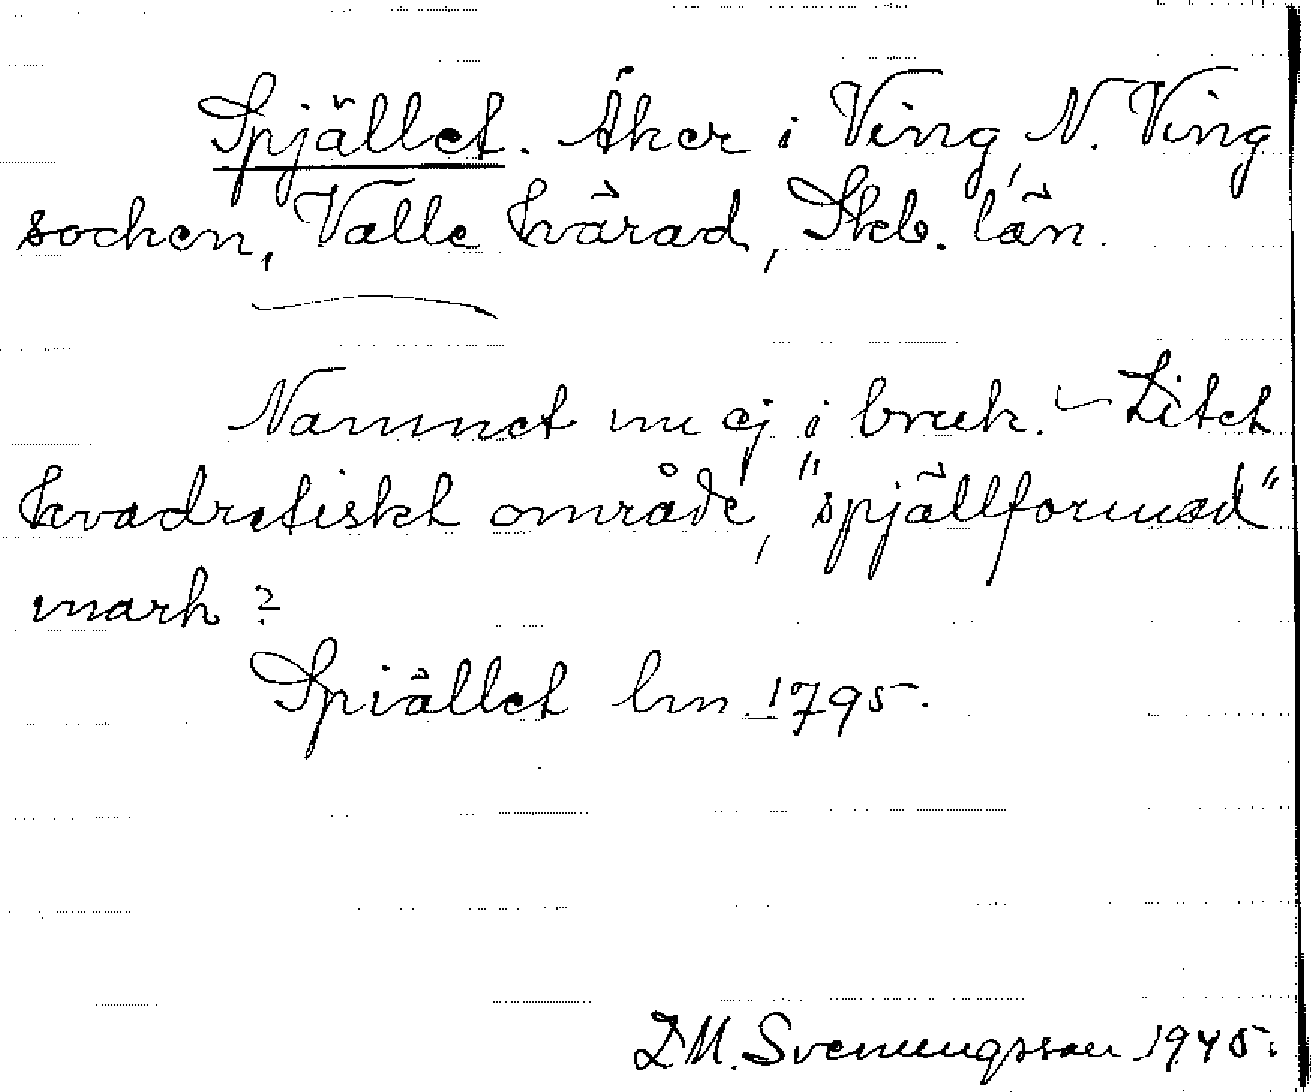 Spjället. Åker i Ving, N. Ving
socken, Valle härad, Skb. län.
Namnet nu ej i bruk. – Litet
kvadratiskt område, "spjällformad"
mark?
Spiället lm 1795.
I M. Svenungsson 1945.